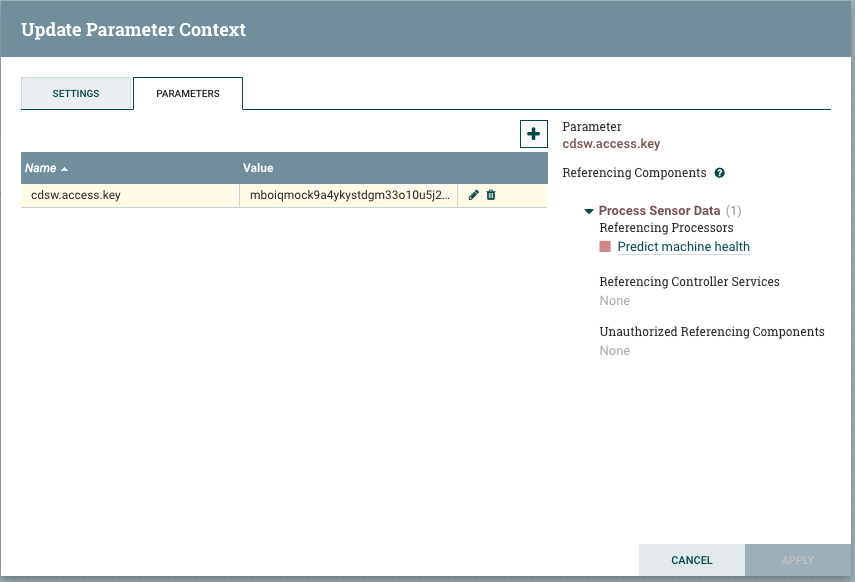 Update Parameter Context
SETTINGS
PARAMETERS
Name
Value
cdsw.access.key
mboiqmock9a4ykystdgm33o10u5j2...
Parameter
cdsw.access.key
Referencing Components
Process Sensor Data (1)
Referencing Processors
Predict machine health
Referencing Controller Services
None
Unauthorized Referencing Components
None
CANCEL
APPLY